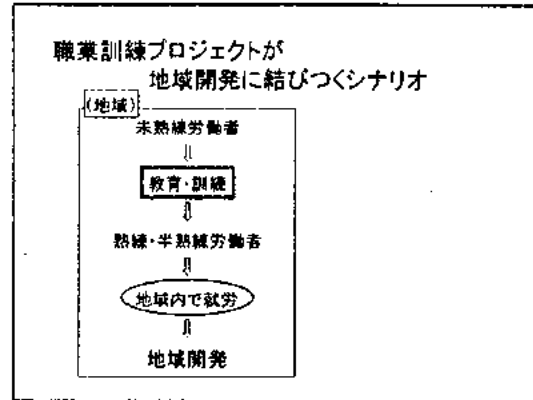 職業訓練プロジェクトが
地域開発に結びつくシナリオ
(地域)
未熟練労働者
⇩
教育・訓練
⇩
熟練・半熟練労働者
⇩
地域内で就労
⇩
地域開発